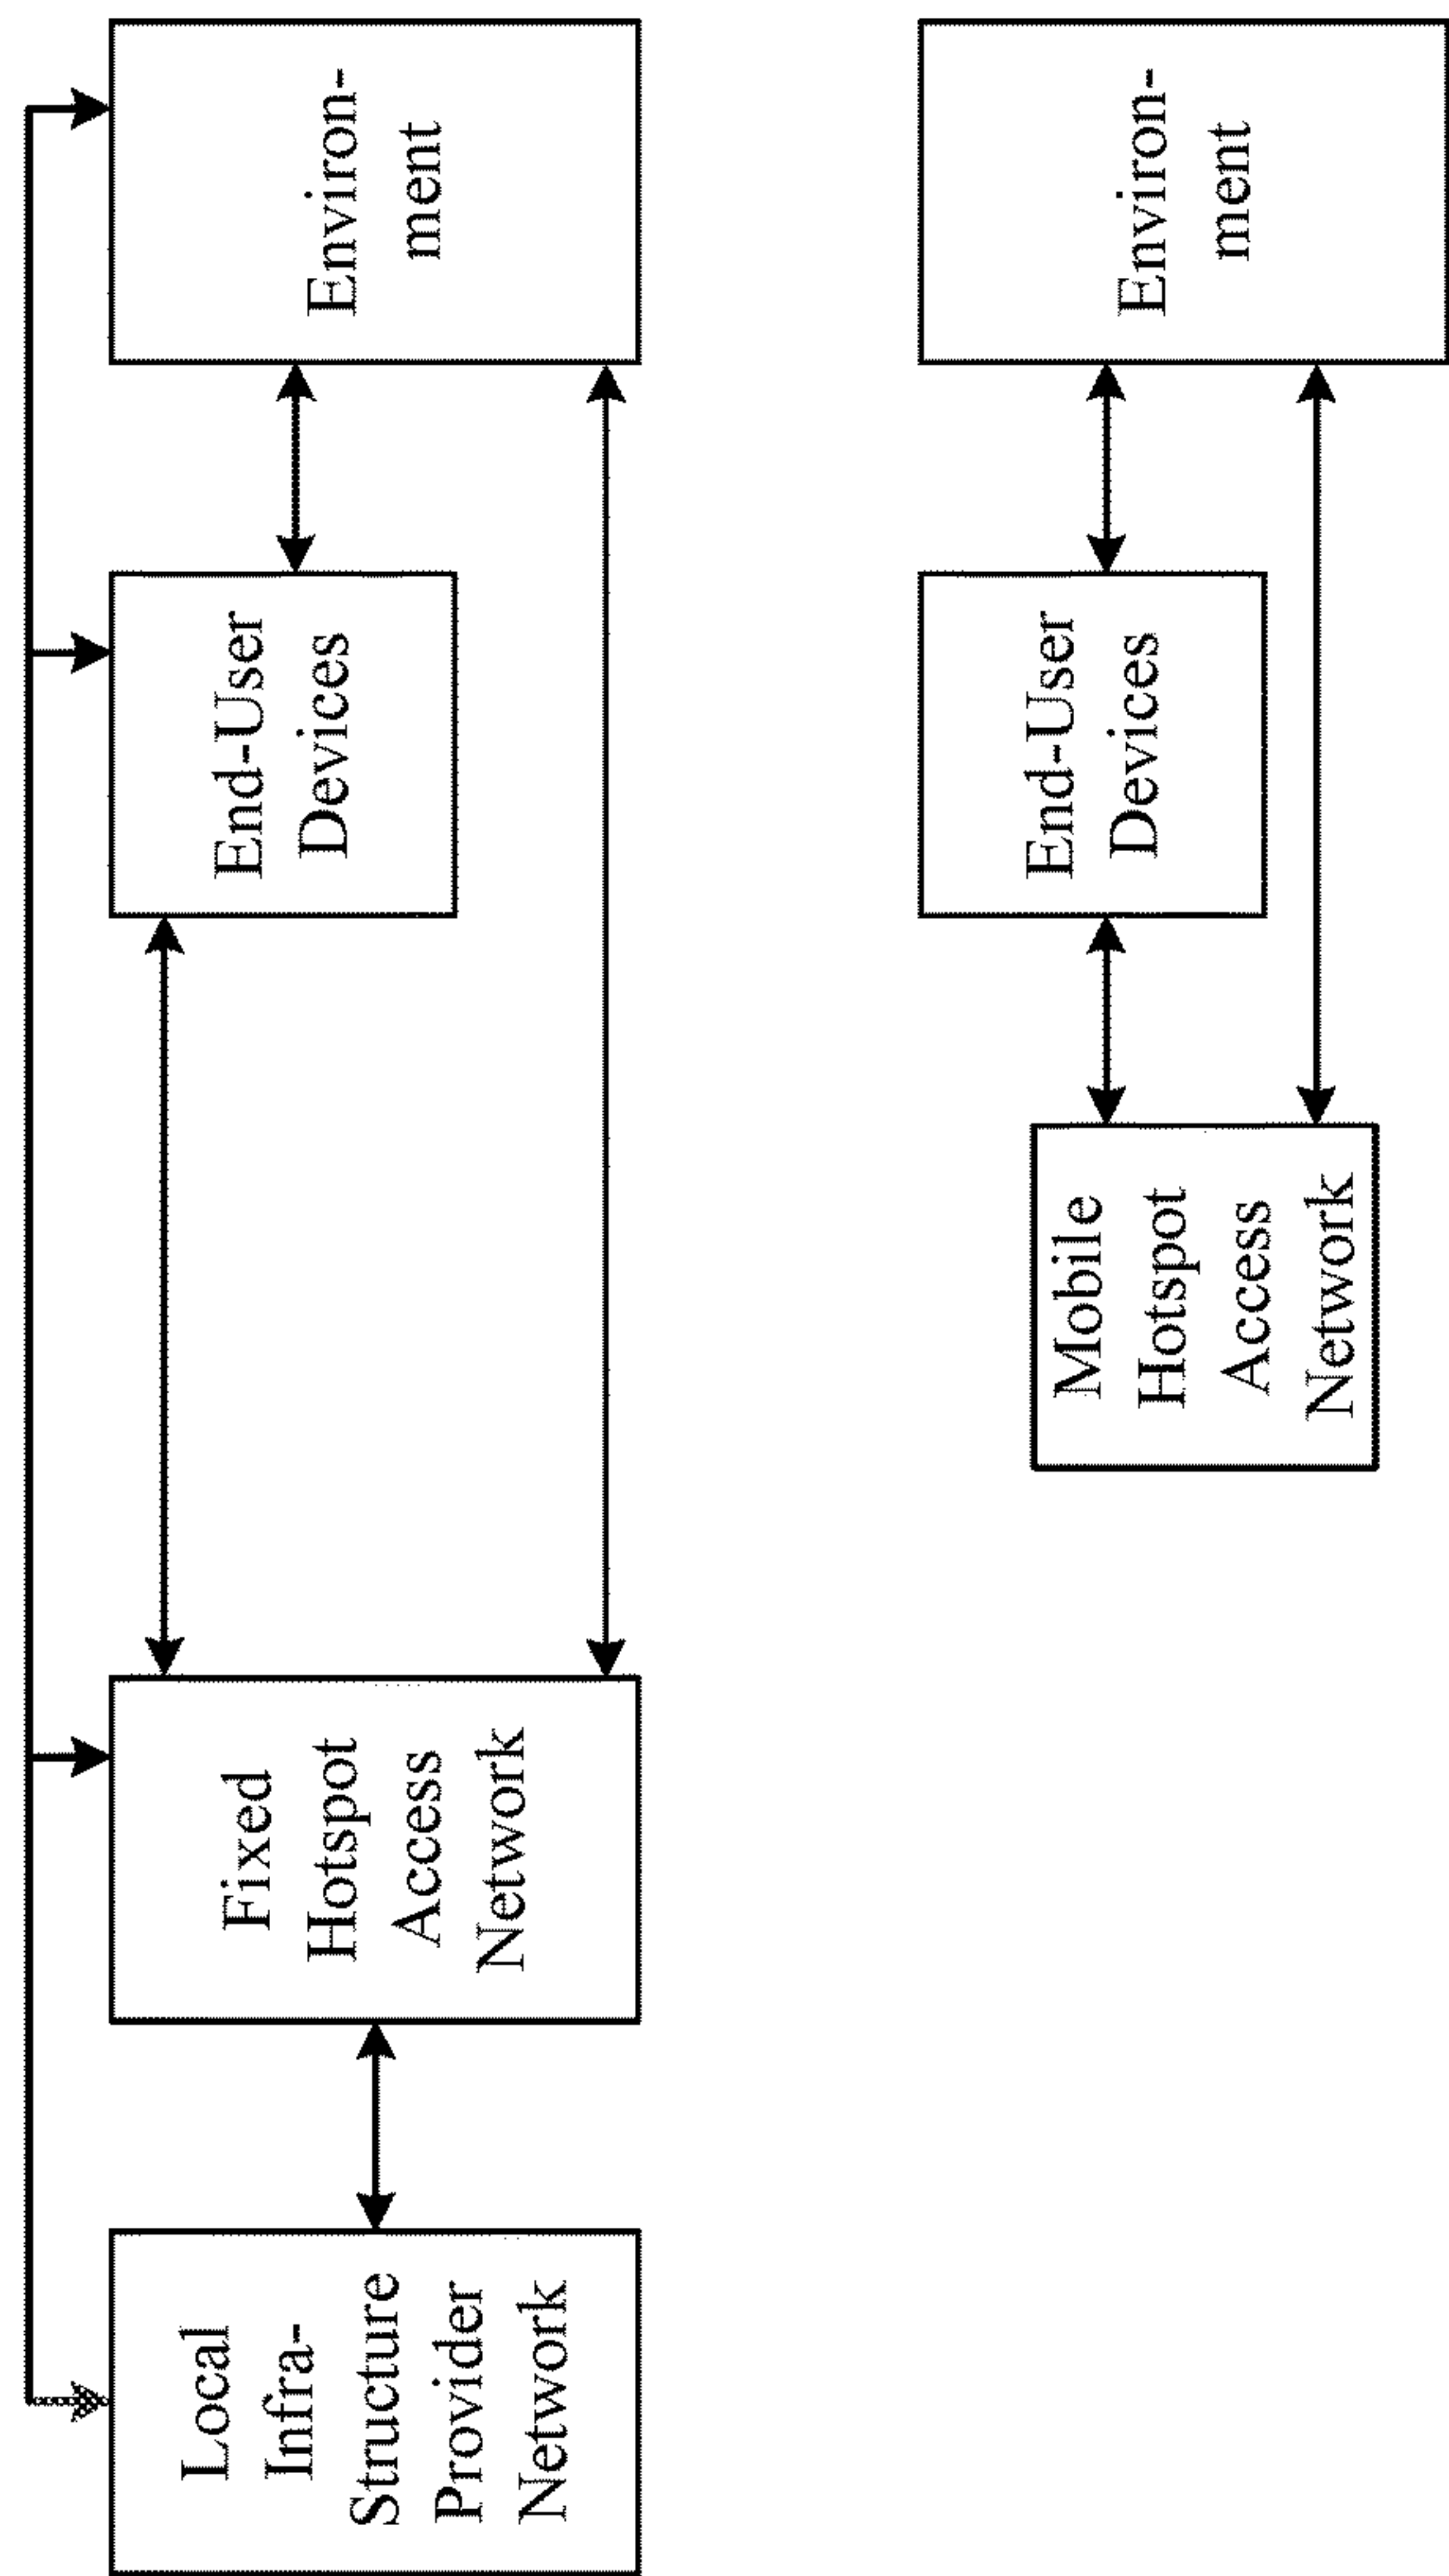 Local
Infra-
Structure
Provider
Network
Fixed
Hotspot
Access
Network
End-User
Devices
Environ-
ment
Mobile
Hotspot
Access
Network
End-User
Devices
Environ-
ment